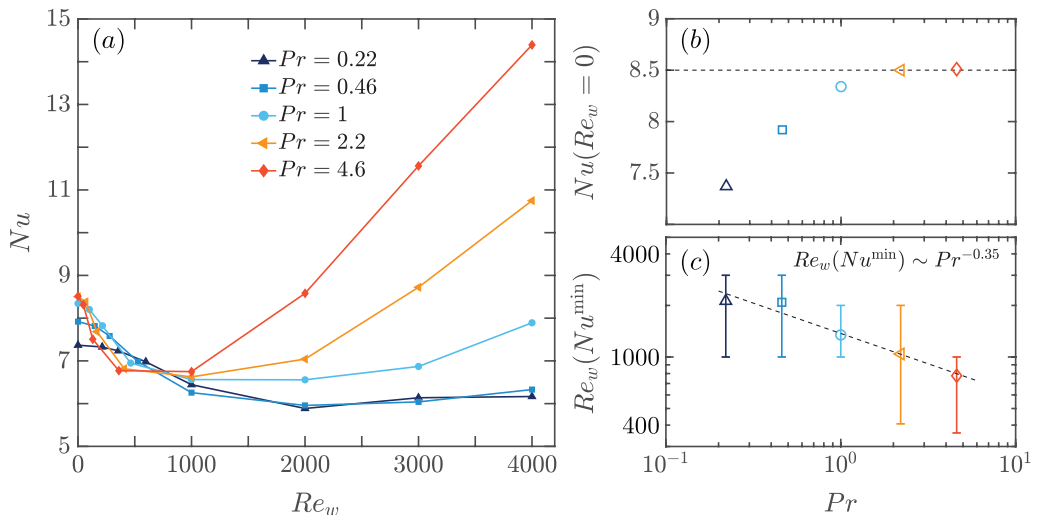 (a)
Pr = 0.22
Pr = 0.46
Pr = 1
Pr = 2.2
Pr = 4.6
15
13
11
9
7
5
Nu
0 1000 2000 3000 4000
Re_w
(b)
9
8.5
8
7.5
Nu(Re_w = 0)
(c)
Re_w(Nu^min) ∼ Pr^−0.35
4000
1000
400
Re_w(Nu^min)
10^−1 10^0 10^1
Pr